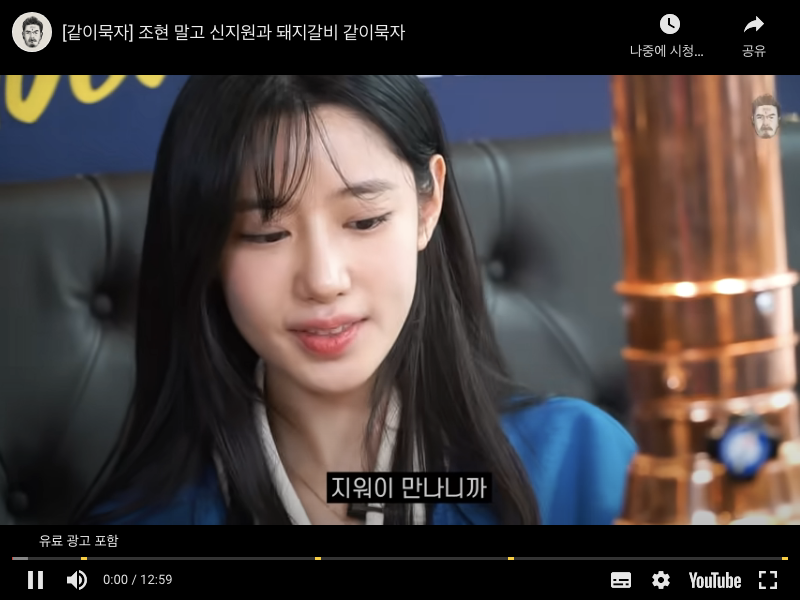 [같이묵자] 조현 말고 신지원과 돼지갈비 같이묵자
나중에 시청...
공유
지워이 만나니까
유료 광고 포함
0:00 / 12:59
YouTube